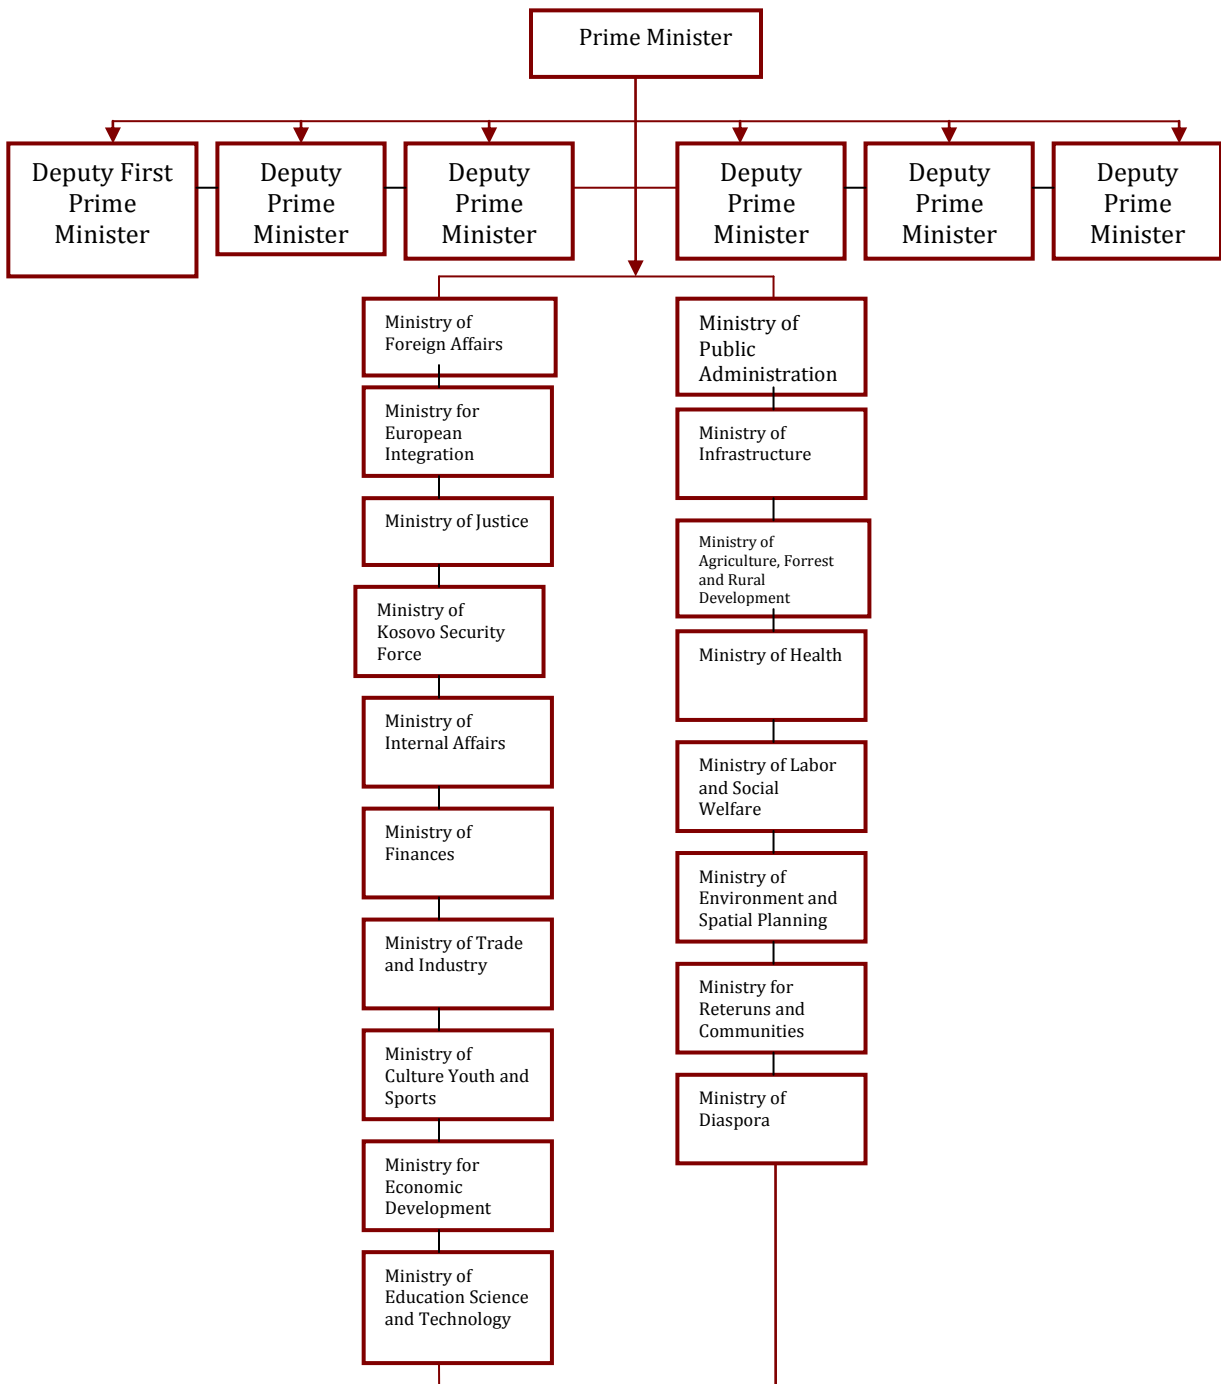 Prime Minister
Deputy First
Prime
Minister
Deputy
Prime
Minister
Deputy
Prime
Minister
Deputy
Prime
Minister
Deputy
Prime
Minister
Deputy
Prime
Minister
Ministry of
Foreign Affairs
Ministry for
European
Integration
Ministry of Justice
Ministry of
Kosovo Security
Force
Ministry of
Internal Affairs
Ministry of
Finances
Ministry of Trade
and Industry
Ministry of
Culture Youth and
Sports
Ministry for
Economic
Development
Ministry of
Education Science
and Technology
Ministry of
Public
Administration
Ministry of
Infrastructure
Ministry of
Agriculture, Forrest
and Rural
Development
Ministry of Health
Ministry of Labor
and Social
Welfare
Ministry of
Environment and
Spatial Planning
Ministry for
Reteruns and
Communities
Ministry of
Diaspora